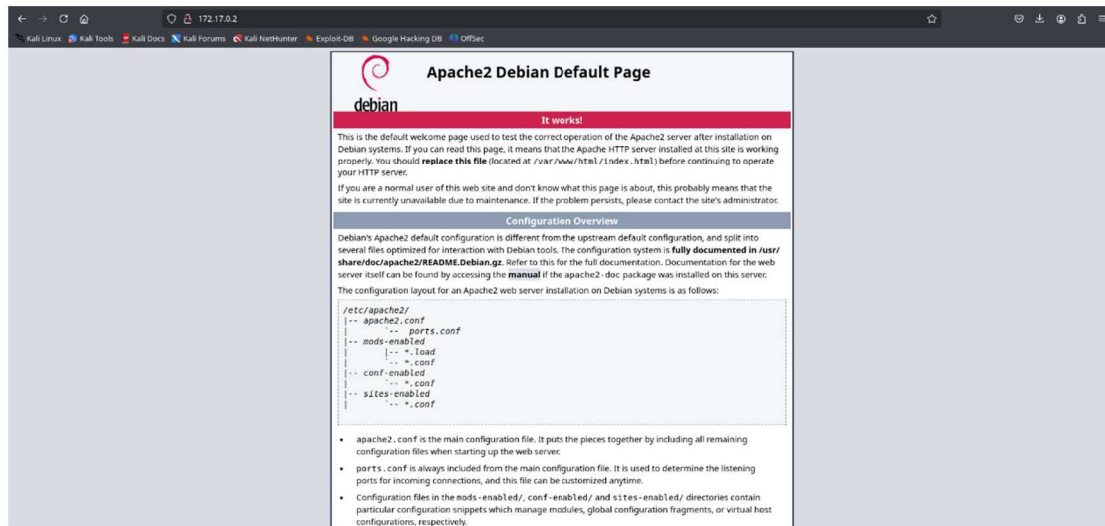 172.17.0.2
Kali Linux Kali Tools Kali Docs Kali Forums Kali NetHunter Exploit-DB Google Hacking DB OffSec
Apache2 Debian Default Page
debian
It works!
This is the default welcome page used to test the correct operation of the Apache2 server after installation on
Debian systems. If you can read this page, it means that the Apache HTTP server installed at this site is working
properly. You should replace this file (located at /var/www/html/index.html) before continuing to operate
your HTTP server.
If you are a normal user of this web site and don't know what this page is about, this probably means that the
site is currently unavailable due to maintenance. If the problem persists, please contact the site's administrator.
Configuration Overview
Debian's Apache2 default configuration is different from the upstream default configuration, and split into
several files optimized for interaction with Debian tools. The configuration system is fully documented in /usr/
share/doc/apache2/README.Debian.gz. Refer to this for the full documentation. Documentation for the web
server itself can be found by accessing the manual if the apache2-doc package was installed on this server.
The configuration layout for an Apache2 web server installation on Debian systems is as follows:
/etc/apache2/
|-- apache2.conf
|       `--  ports.conf
|-- mods-enabled
|       |-- *.load
|       `-- *.conf
|-- conf-enabled
|       `-- *.conf
|-- sites-enabled
|       `-- *.conf
• apache2.conf is the main configuration file. It puts the pieces together by including all remaining
configuration files when starting up the web server.
• ports.conf is always included from the main configuration file. It is used to determine the listening
ports for incoming connections, and this file can be customized anytime.
• Configuration files in the mods-enabled/, conf-enabled/ and sites-enabled/ directories contain
particular configuration snippets which manage modules, global configuration fragments, or virtual host
configurations, respectively.